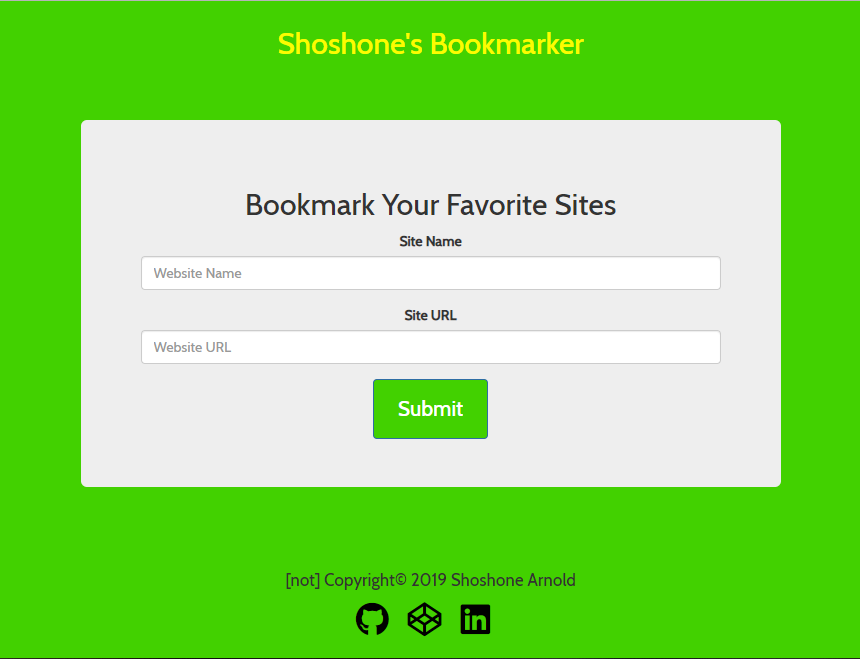 Shoshone's Bookmarker
Bookmark Your Favorite Sites
Site Name
Website Name
Site URL
Website URL
Submit
[not] Copyright© 2019 Shoshone Arnold
in